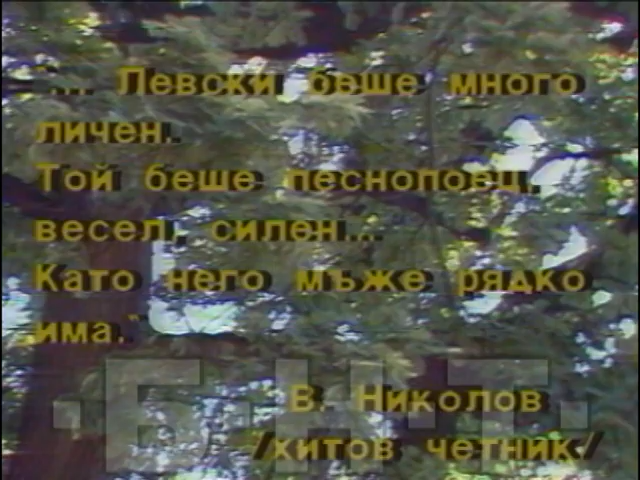 "... Левски беше много
личен.
Той беше песнопоец,
весел, силен...
Като него мъже рядко
има."
В. Николов
/хитов четник/
·Б·Н·Т·